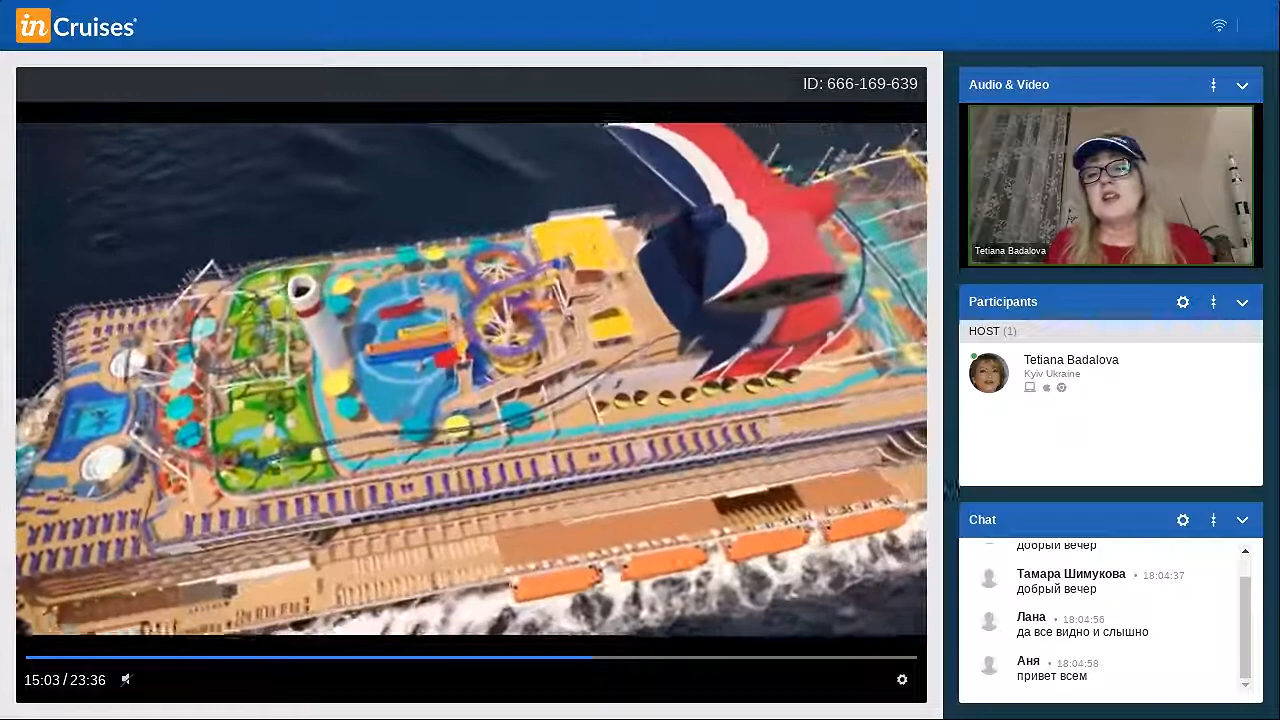 in Cruises®
ID: 666-169-639
15:03 / 23:36
Audio & Video
Tetiana Badalova
Participants
HOST (1)
Tetiana Badalova
Kyiv Ukraine
Chat
добрый вечер
Тамара Шимукова • 18:04:37
добрый вечер
Лана • 18:04:56
да все видно и слышно
Аня • 18:04:58
привет всем